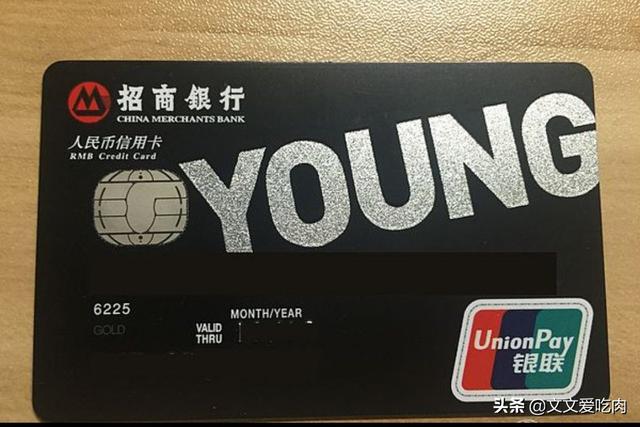 招商銀行
CHINA MERCHANTS BANK
人民币信用卡
RMB Credit Card
YOUNG
6225
GOLD
MONTH/YEAR
VALID
THRU
UnionPay
银联
头条 @文文爱吃肉